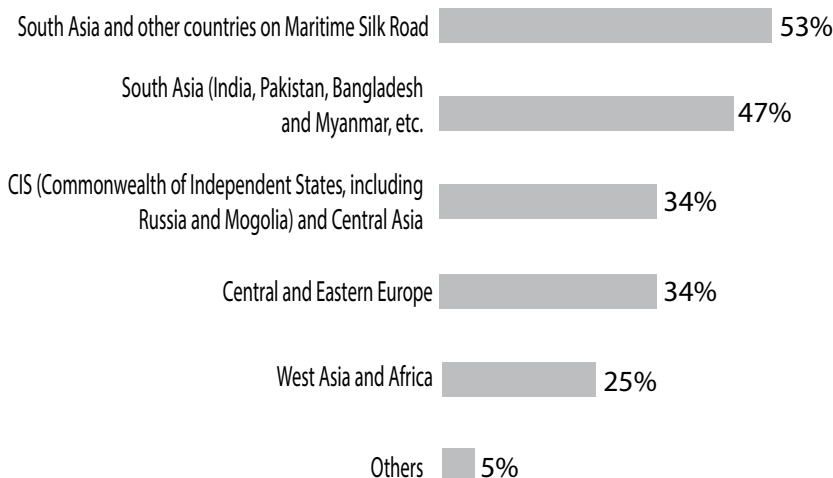 South Asia and other countries on Maritime Silk Road 53%
South Asia (India, Pakistan, Bangladesh
and Myanmar, etc. 47%
CIS (Commonwealth of Independent States, including
Russia and Mogolia) and Central Asia 34%
Central and Eastern Europe 34%
West Asia and Africa 25%
Others 5%